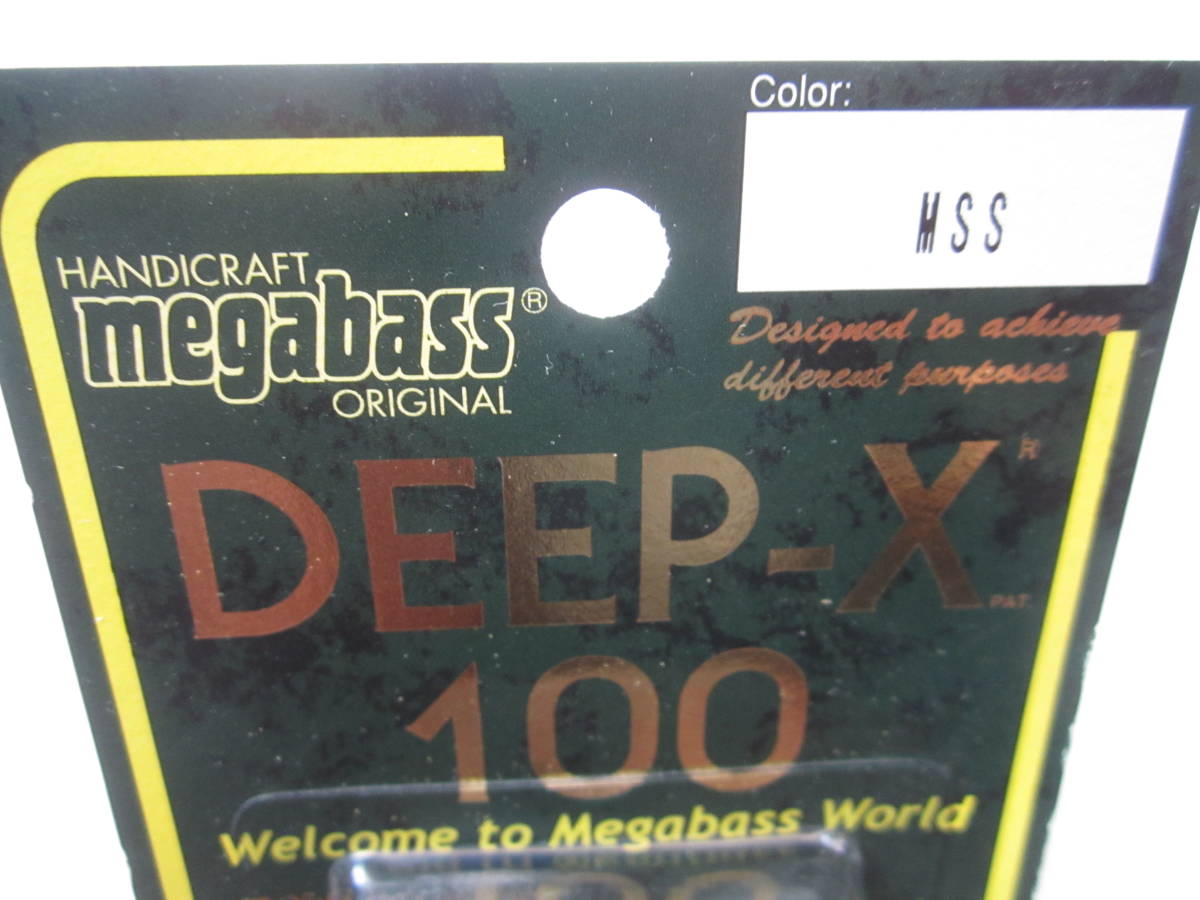 Color:
MSS
HANDICRAFT
megabass®
ORIGINAL
Designed to achieve
different purposes
DEEP-X®
PAT.
100
Welcome to Megabass World